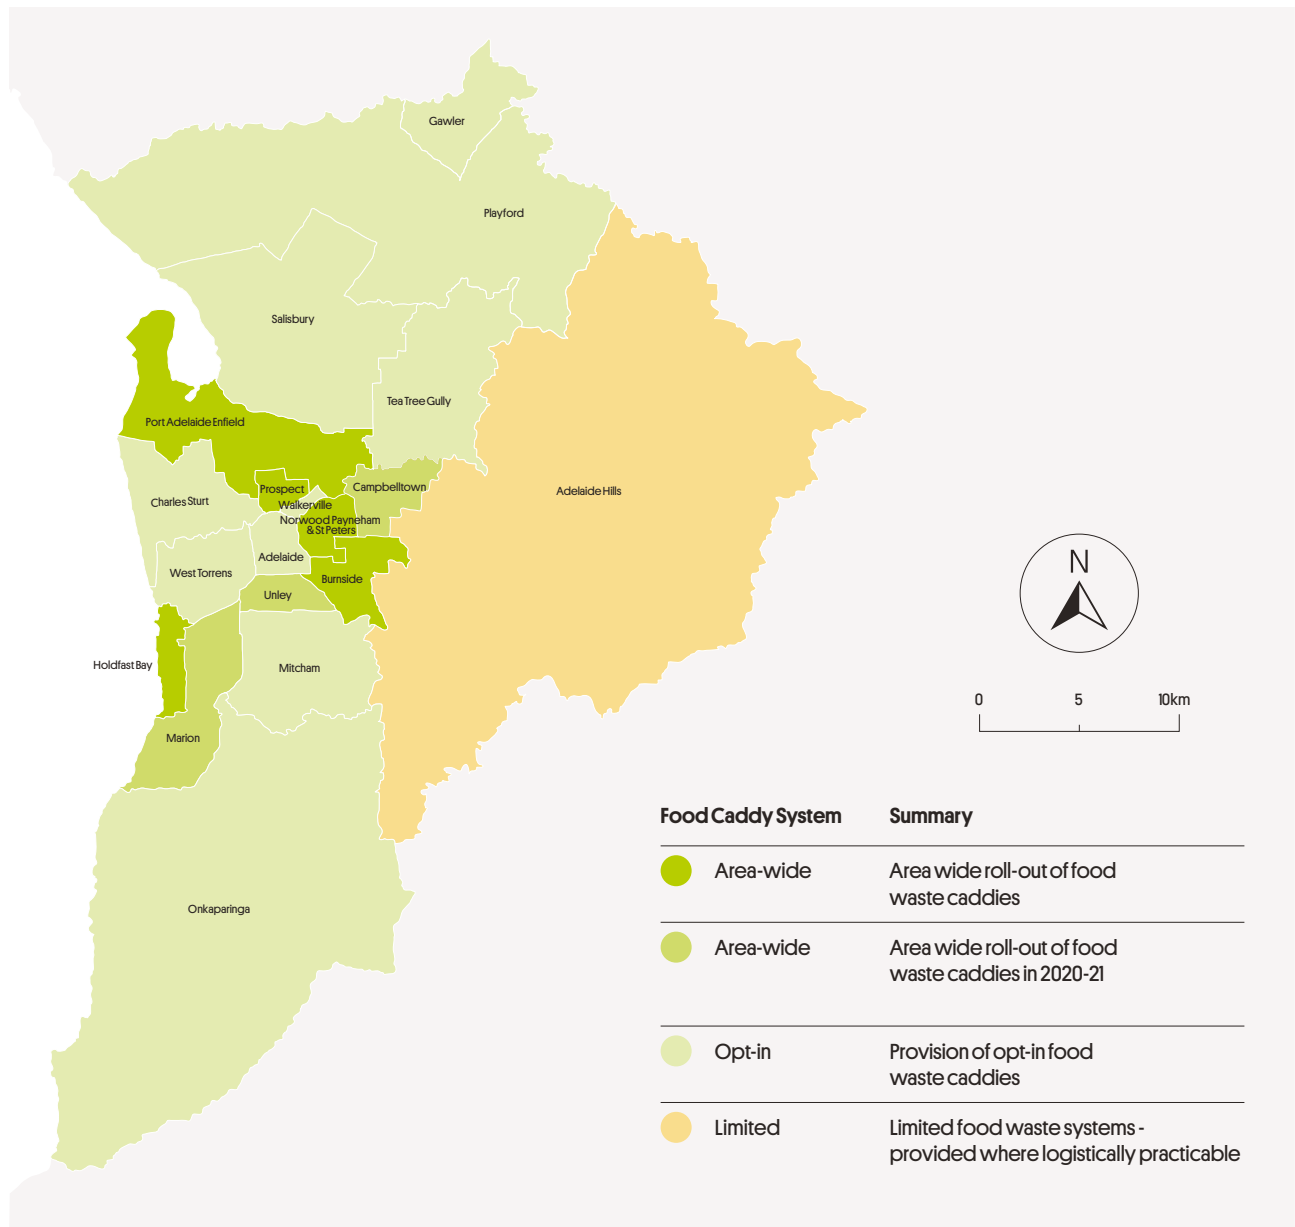 Gawler
Playford
Salisbury
Tea Tree Gully
Port Adelaide Enfield
Prospect
Campbelltown
Adelaide Hills
Charles Sturt
Walkerville
Norwood Payneham
& St Peters
Adelaide
West Torrens
Burnside
Unley
Holdfast Bay
Mitcham
Marion
Onkaparinga
N
0 5 10km
Food Caddy System Summary
Area-wide Area wide roll-out of food
waste caddies
Area-wide Area wide roll-out of food
waste caddies in 2020-21
Opt-in Provision of opt-in food
waste caddies
Limited Limited food waste systems -
provided where logistically practicable